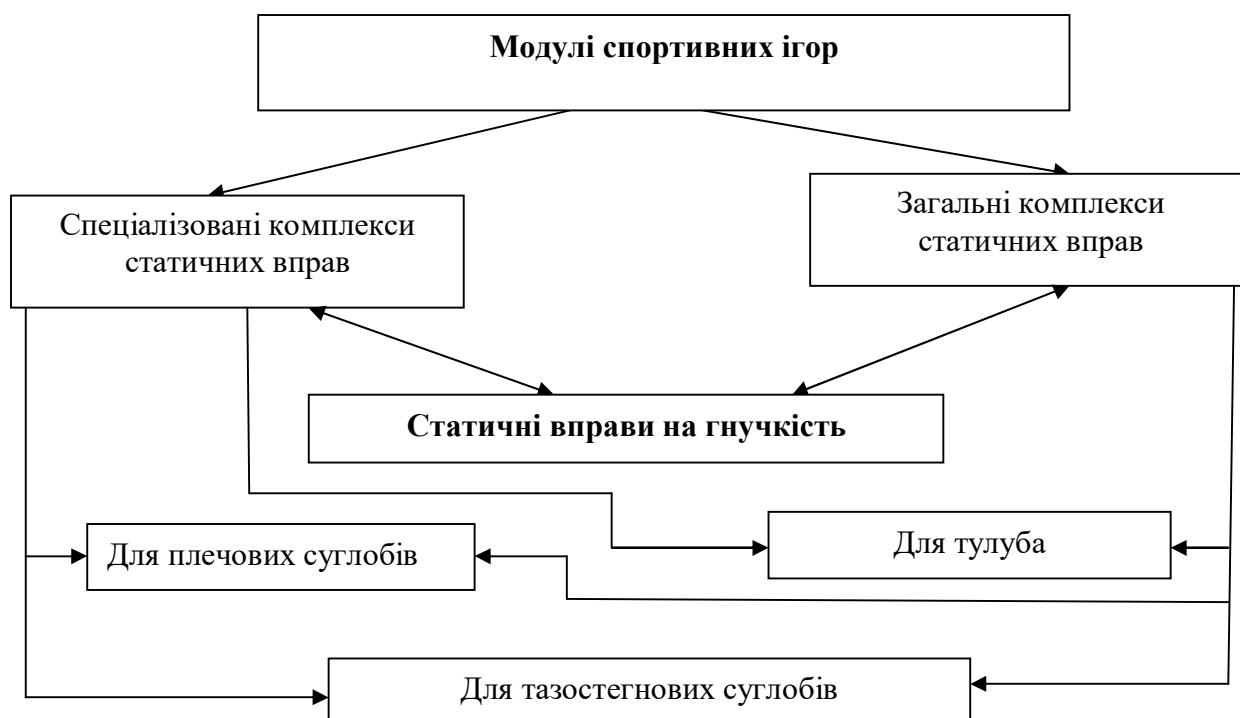 Модулі спортивних ігор
Спеціалізовані комплекси
статичних вправ
Загальні комплекси
статичних вправ
Статичні вправи на гнучкість
Для плечових суглобів
Для тулуба
Для тазостегнових суглобів